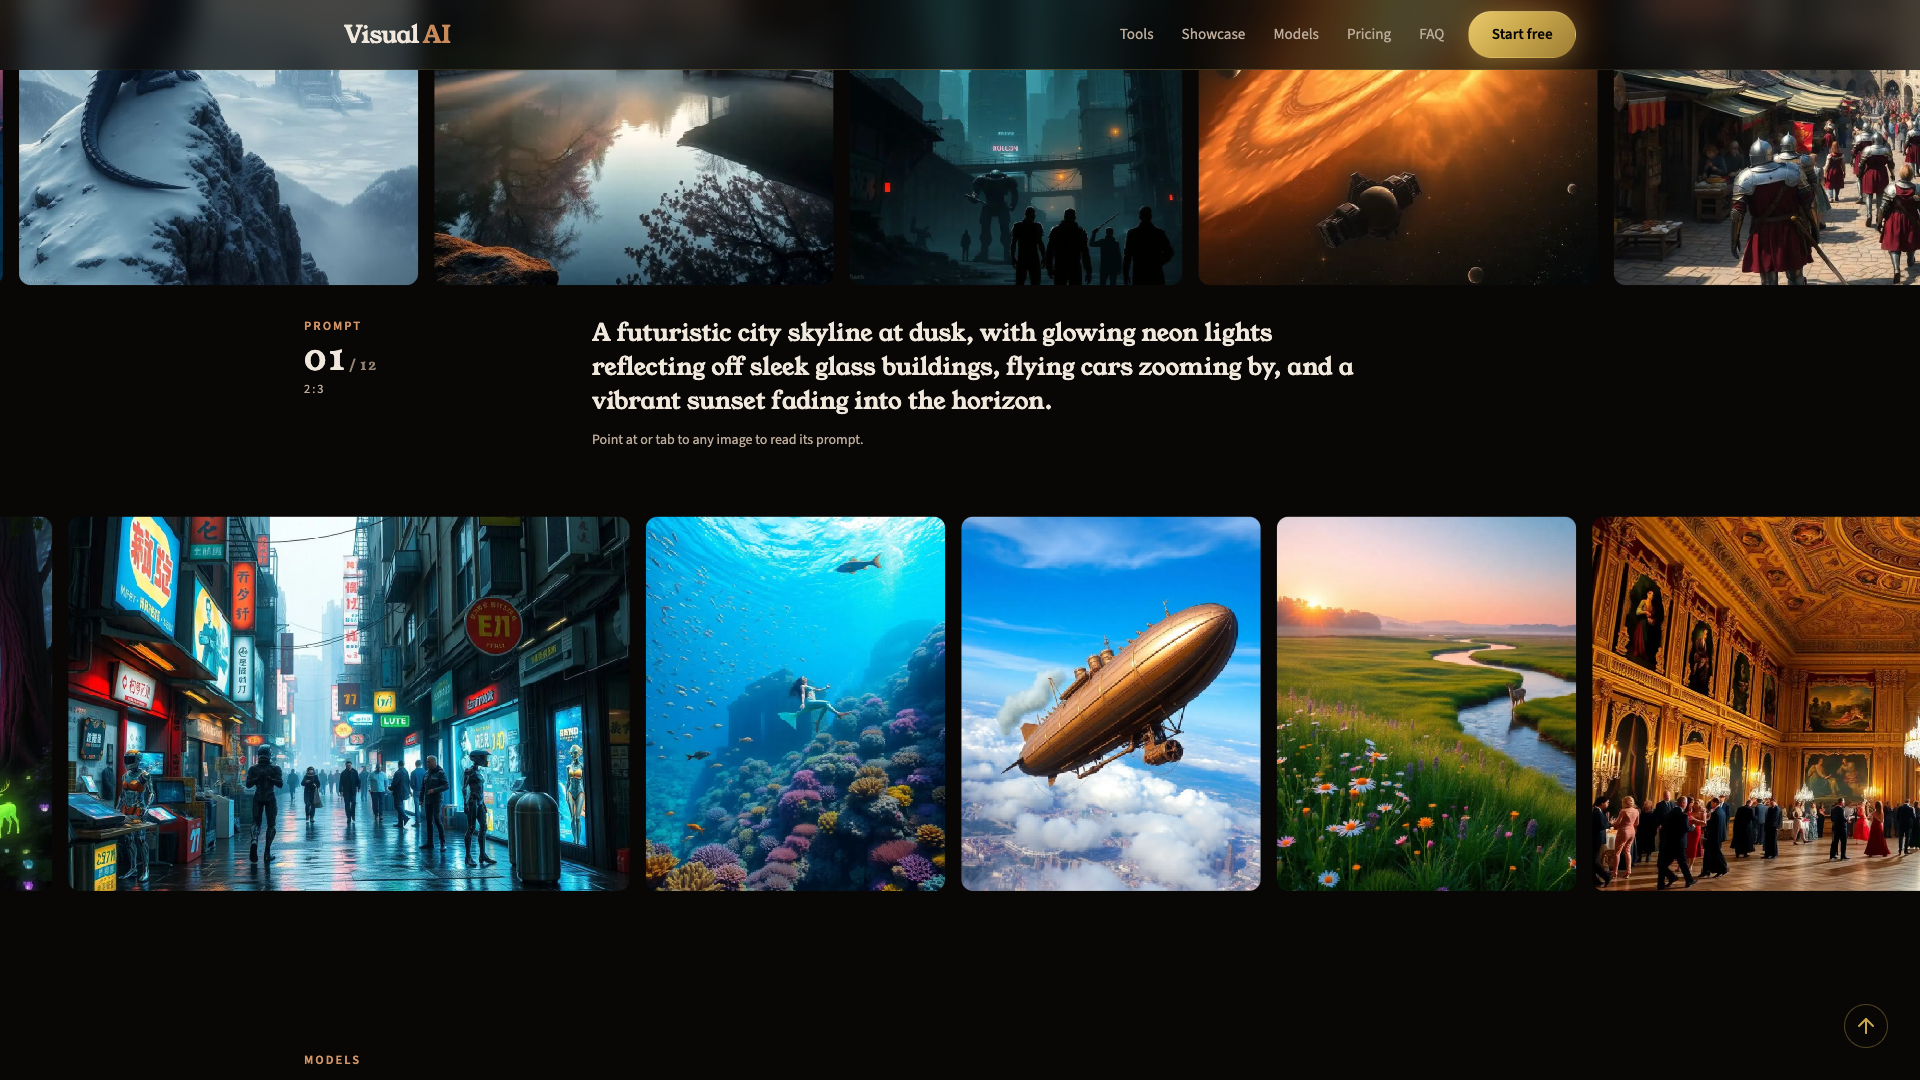 Visual AI
Tools
Showcase
Models
Pricing
FAQ
Start free
PROMPT
01 / 12
2:3
A futuristic city skyline at dusk, with glowing neon lights
reflecting off sleek glass buildings, flying cars zooming by, and a
vibrant sunset fading into the horizon.
Point at or tab to any image to read its prompt.
LUTE
MODELS